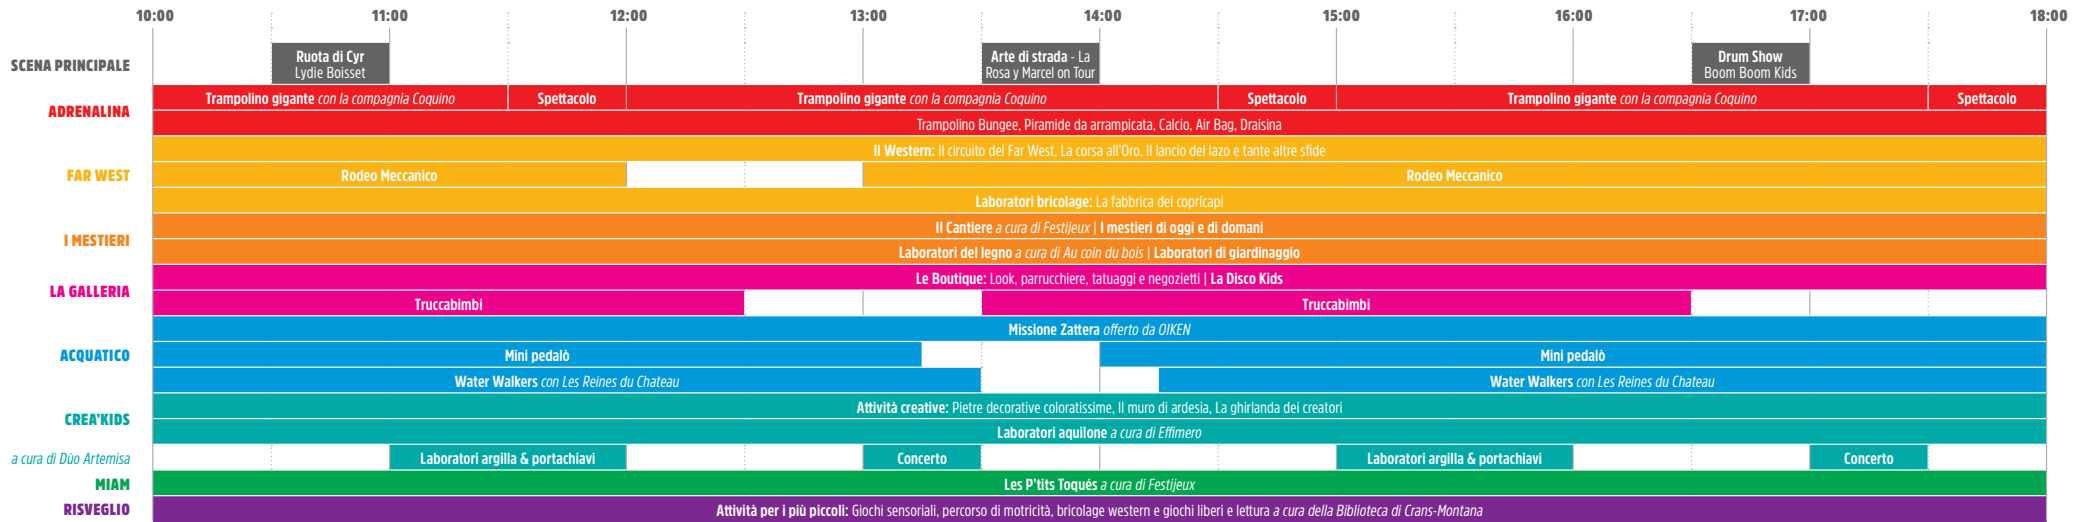 10:00 11:00 12:00 13:00 14:00 15:00 16:00 17:00 18:00
SCENA PRINCIPALE
Ruota di Cyr
Lydie Boisset
Arte di strada - La
Rosa y Marcel on Tour
Drum Show
Boom Boom Kids
ADRENALINA
Trampolino gigante con la compagnia Coquino
Spettacolo
Trampolino gigante con la compagnia Coquino
Spettacolo
Trampolino gigante con la compagnia Coquino
Spettacolo
Trampolino Bungee, Piramide da arrampicata, Calcio, Air Bag, Draisina
FAR WEST
Il Western: Il circuito del Far West, La corsa all'Oro, Il lancio del lazo e tante altre sfide
Rodeo Meccanico
Rodeo Meccanico
Laboratori bricolage: La fabbrica dei copricapi
I MESTIERI
Il Cantiere a cura di Festijeux | I mestieri di oggi e di domani
Laboratori del legno a cura di Au coin du bois | Laboratori di giardinaggio
LA GALLERIA
Le Boutique: Look, parrucchiere, tatuaggi e negozietti | La Disco Kids
Truccabimbi
Truccabimbi
ACQUATICO
Missione Zattera offerto da OIKEN
Mini pedalò
Mini pedalò
Water Walkers con Les Reines du Chateau
Water Walkers con Les Reines du Chateau
CREA'KIDS
Attività creative: Pietre decorative coloratissime, Il muro di ardesia, La ghirlanda dei creatori
Laboratori aquilone a cura di Effimero
a cura di Dùo Artemisa
Laboratori argilla & portachiavi
Concerto
Laboratori argilla & portachiavi
Concerto
MIAM
Les P'tits Toqués a cura di Festijeux
RISVEGLIO
Attività per i più piccoli: Giochi sensoriali, percorso di motricità, bricolage western e giochi liberi e lettura a cura della Biblioteca di Crans-Montana